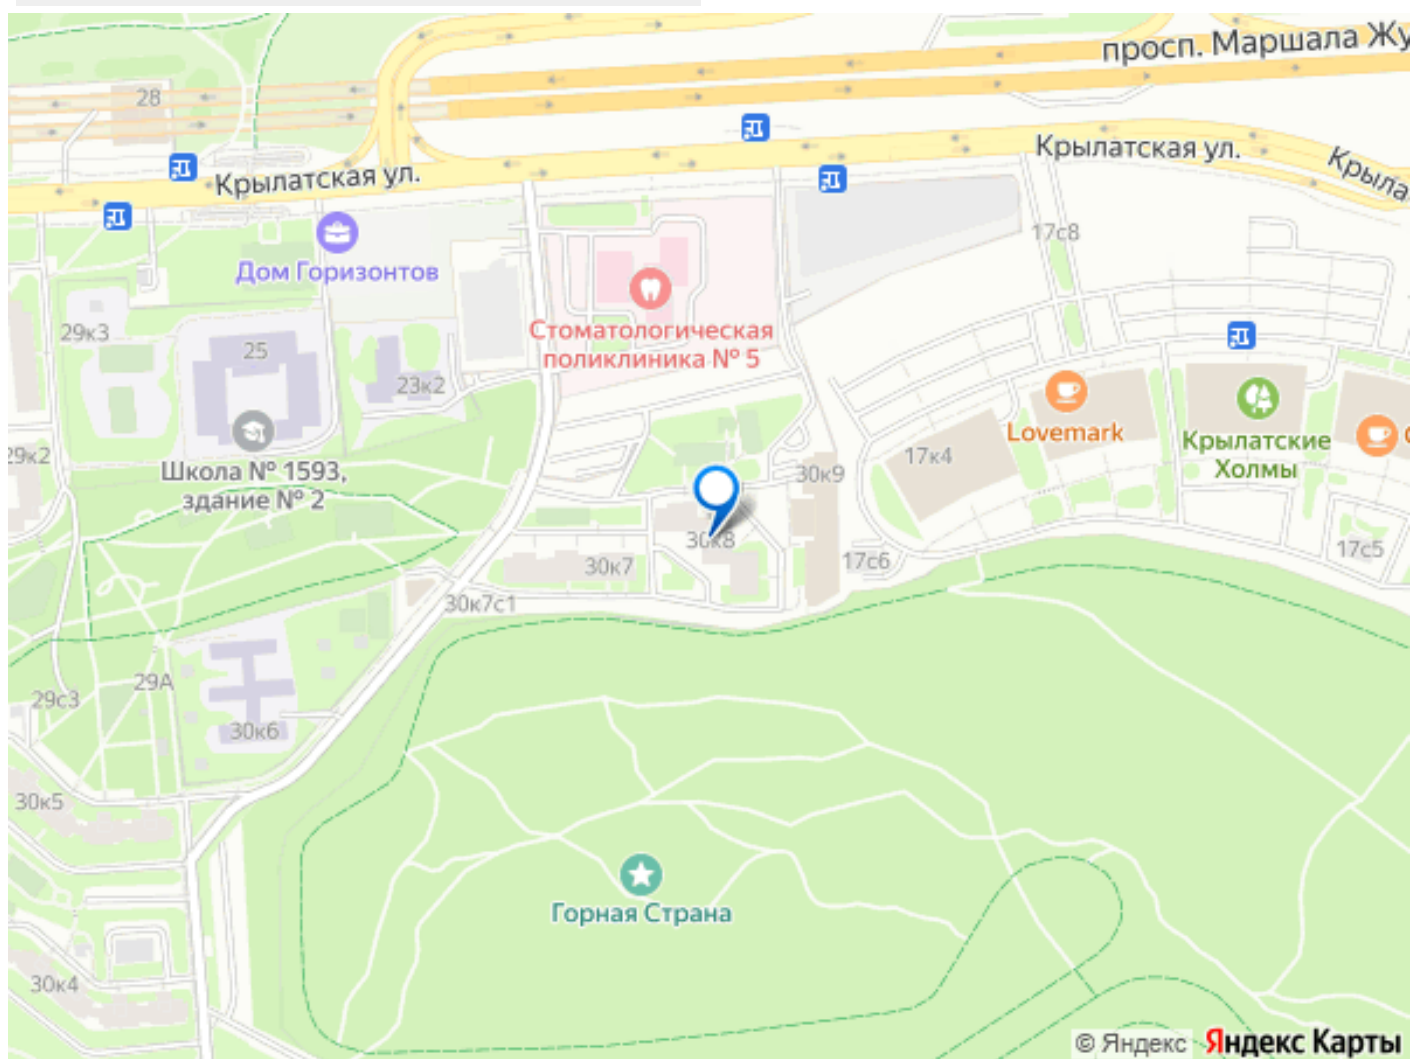 просп. Маршала Жу
28
Крылатская ул.
Крыла
Крылатская ул.
17с8
Дом Горизонтов
29к3
Стоматологическая
поликлиника № 5
25
23к2
Lovemark
Крылатские
Холмы
29к2
Школа № 1593,
здание № 2
30к9
17к4
30к8
17с6
17с5
30к7
30к7с1
29А
29с3
30к6
30к5
Горная Страна
30к4
© Яндекс
Яндекс Карты